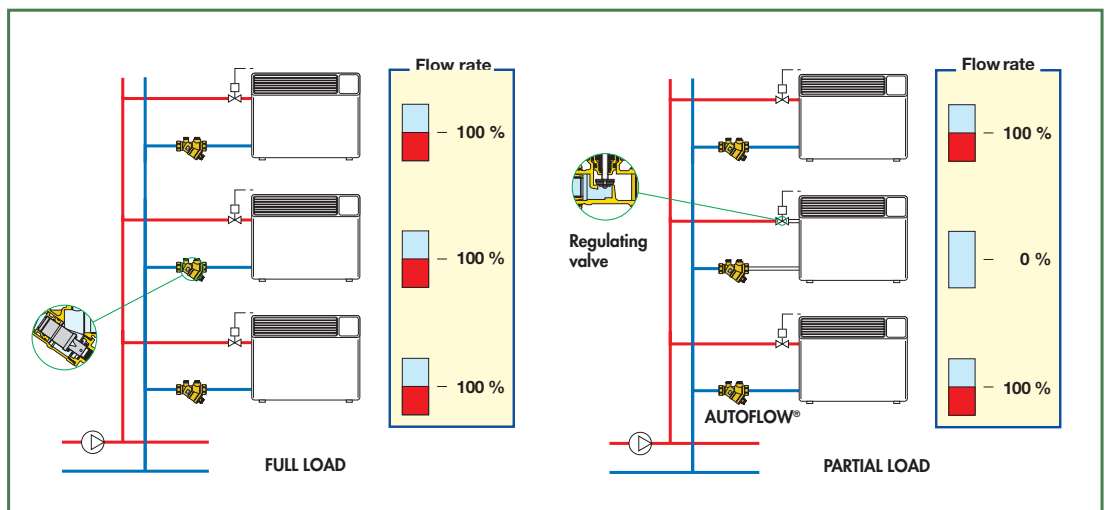 Flow rate
100 %
100 %
100 %
FULL LOAD
Flow rate
100 %
0 %
100 %
Regulating
valve
AUTOFLOW®
PARTIAL LOAD